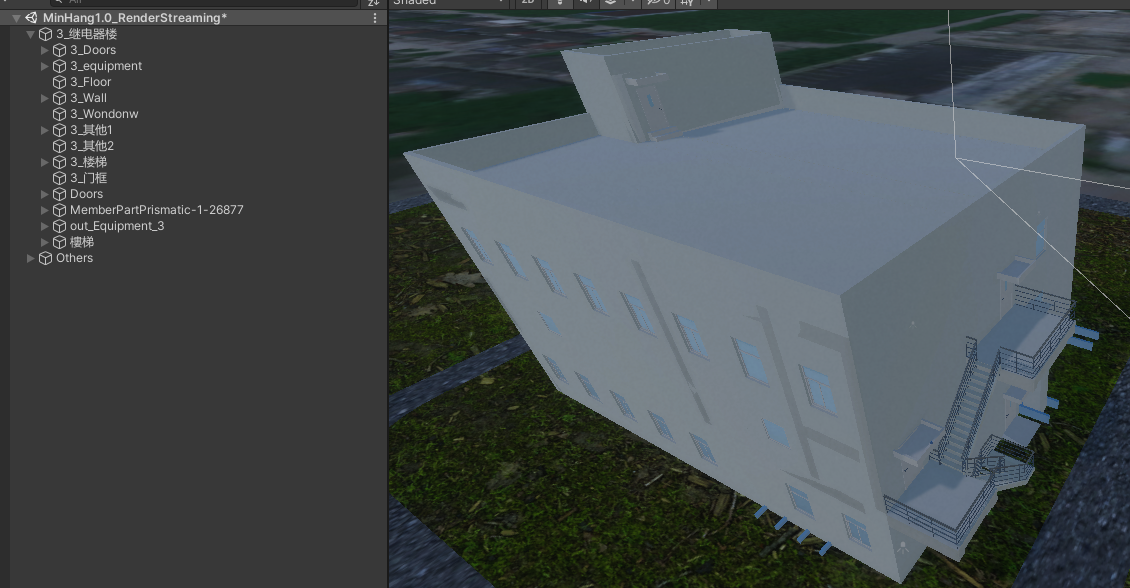 All
Shaded
2D
0
MinHang1.0_RenderStreaming*
3_继电器楼
3_Doors
3_equipment
3_Floor
3_Wall
3_Wondonw
3_其他1
3_其他2
3_楼梯
3_门框
Doors
MemberPartPrismatic-1-26877
out_Equipment_3
樓梯
Others